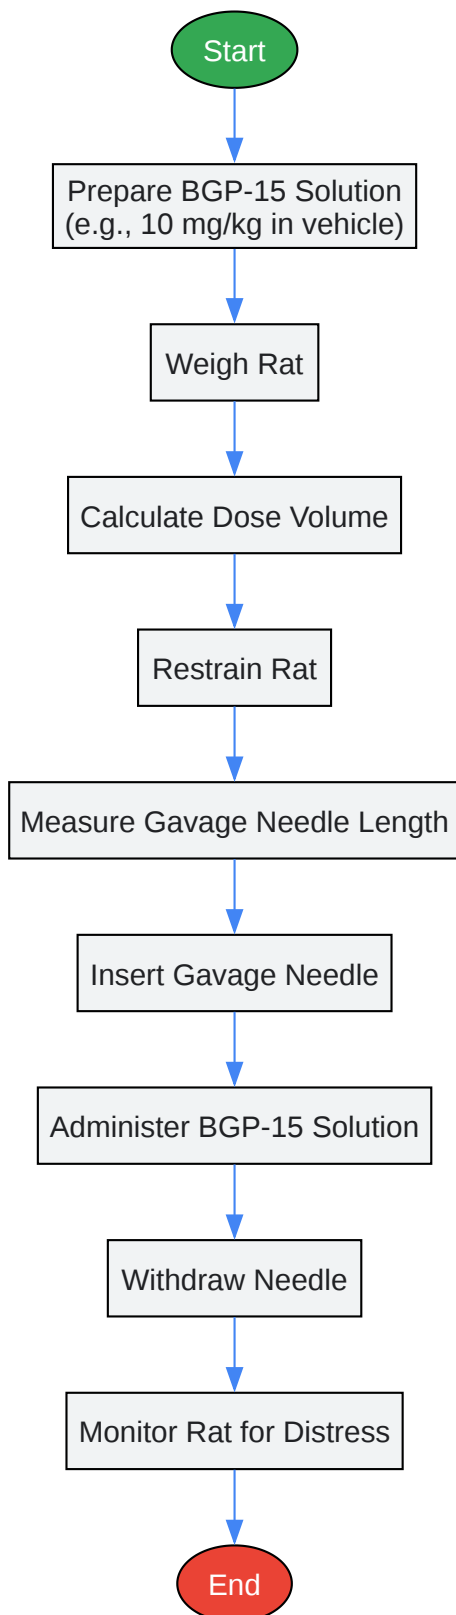 Start
Prepare BGP-15 Solution
(e.g., 10 mg/kg in vehicle)
Weigh Rat
Calculate Dose Volume
Restrain Rat
Measure Gavage Needle Length
Insert Gavage Needle
Administer BGP-15 Solution
Withdraw Needle
Monitor Rat for Distress
End